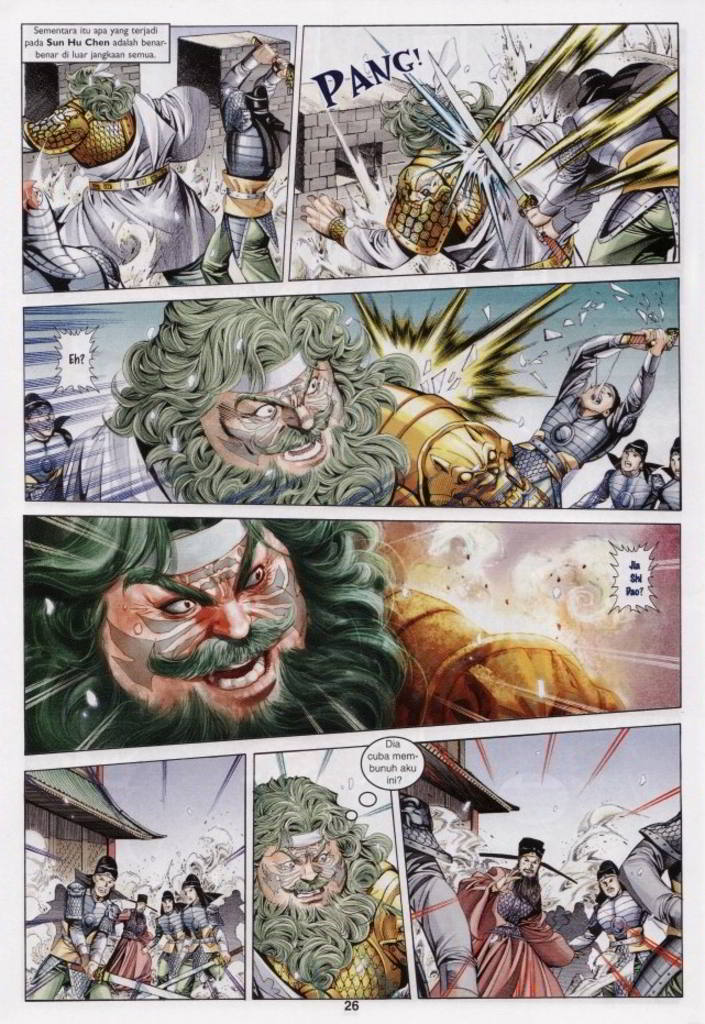 Sementara itu apa yang terjadi
pada Sun Hu Chen adalah benar-
benar di luar jangkaan semua.
PANG!
Eh?
Jia
Shi
Dao?
Dia
cuba mem-
bunuh aku
ini?
26